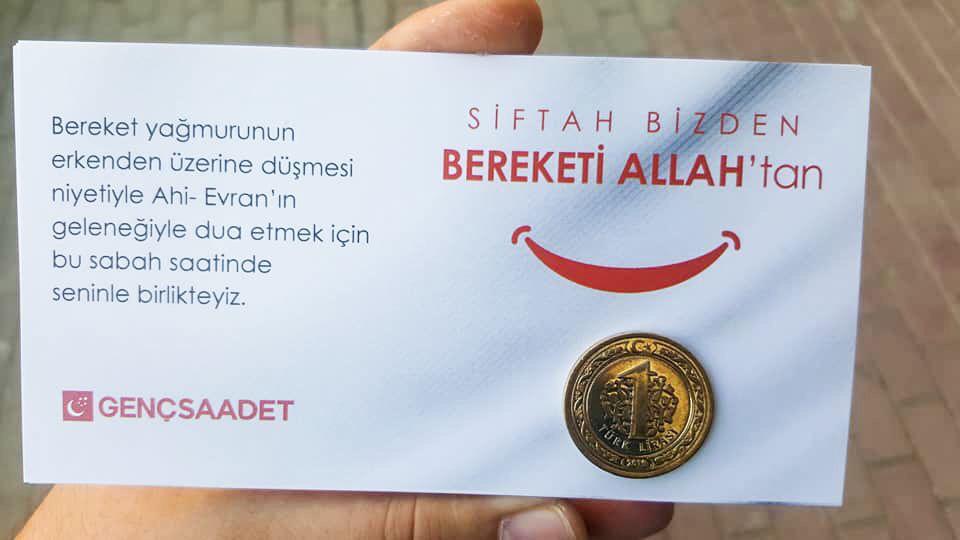 Bereket yağmurunun
erkenden üzerine düşmesi
niyetiyle Ahi- Evran'ın
geleneğiyle dua etmek için
bu sabah saatinde
seninle birlikteyiz.
GENÇSAADET
SİFTAH BİZDEN
BEREKETİ ALLAH'tan
1
TÜRK LİRASI